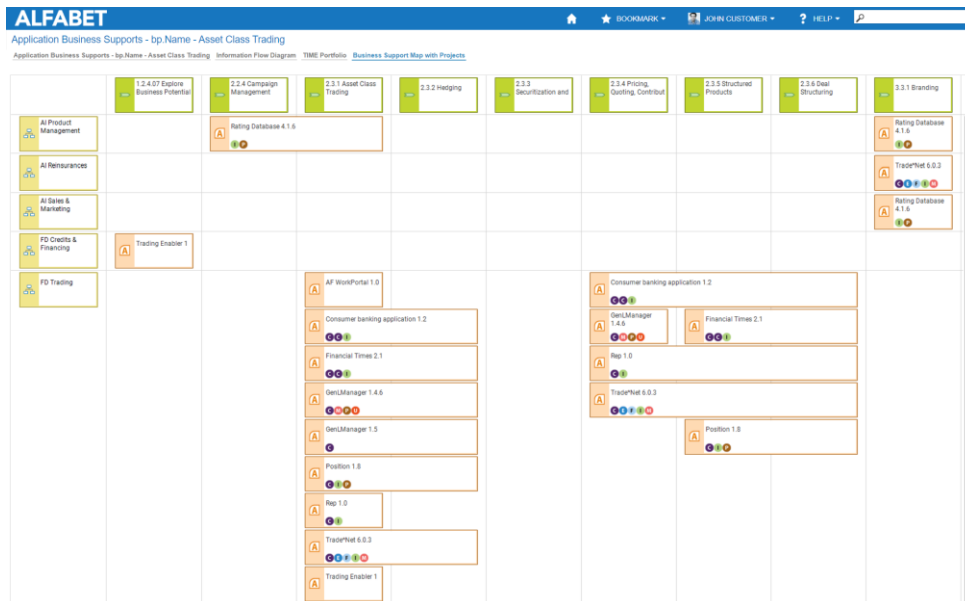 ALFABET
BOOKMARK
JOHN CUSTOMER
? HELP
Application Business Supports - bp.Name - Asset Class Trading
Application Business Supports - bp.Name - Asset Class Trading Information Flow Diagram TIME Portfolio Business Support Map with Projects
1.2.4.07 Explore
Business Potential
2.2.4 Campaign
Management
2.3.1 Asset Class
Trading
2.3.2 Hedging
2.3.3
Securitization and
2.3.4 Pricing,
Quoting, Contribut
2.3.5 Structured
Products
2.3.6 Deal
Structuring
3.3.1 Branding
AI Product
Management
A
Rating Database 4.1.6
I P
A
Rating Database
4.1.6
I P
AI Reinsurances
A
Trade*Net 6.0.3
C E F I M
AI Sales &
Marketing
A
Rating Database
4.1.6
I P
FD Credits &
Financing
A
Trading Enabler 1
FD Trading
A
AF WorkPortal 1.0
A
Consumer banking application 1.2
C C I
A
Consumer banking application 1.2
C C I
A
GenLManager
1.4.6
C M P U
A
Financial Times 2.1
C C I
A
Financial Times 2.1
C C I
A
Rep 1.0
C I
A
GenLManager 1.4.6
C M P U
A
Trade*Net 6.0.3
C E F I M
A
GenLManager 1.5
C
A
Position 1.8
C I P
A
Position 1.8
C I P
A
Rep 1.0
C I
A
Trade*Net 6.0.3
C E F I M
A
Trading Enabler 1